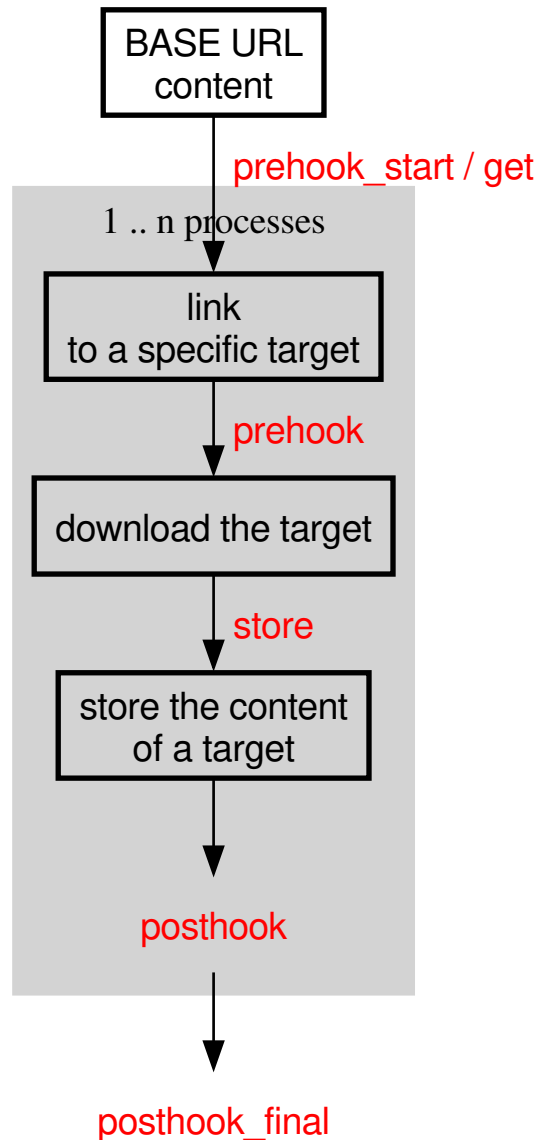 BASE URL
content
prehook_start / get
1 .. n processes
link
to a specific target
prehook
download the target
store
store the content
of a target
posthook
posthook_final